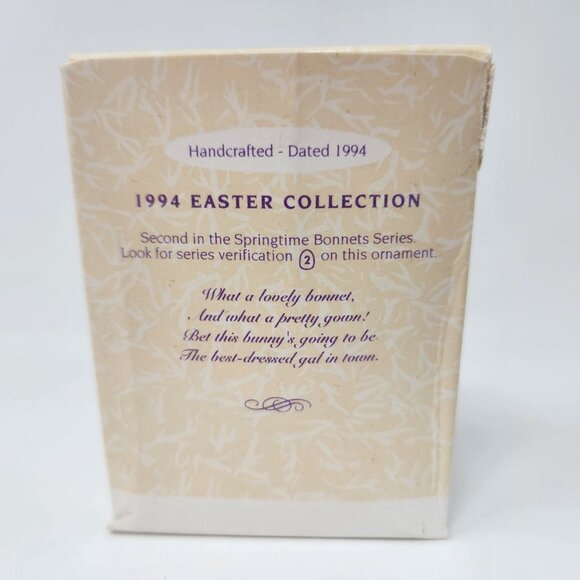 Handcrafted - Dated 1994
1994 EASTER COLLECTION
Second in the Springtime Bonnets Series.
Look for series verification 2 on this ornament.
What a lovely bonnet,
And what a pretty gown!
Bet this bunny's going to be
The best-dressed gal in town.